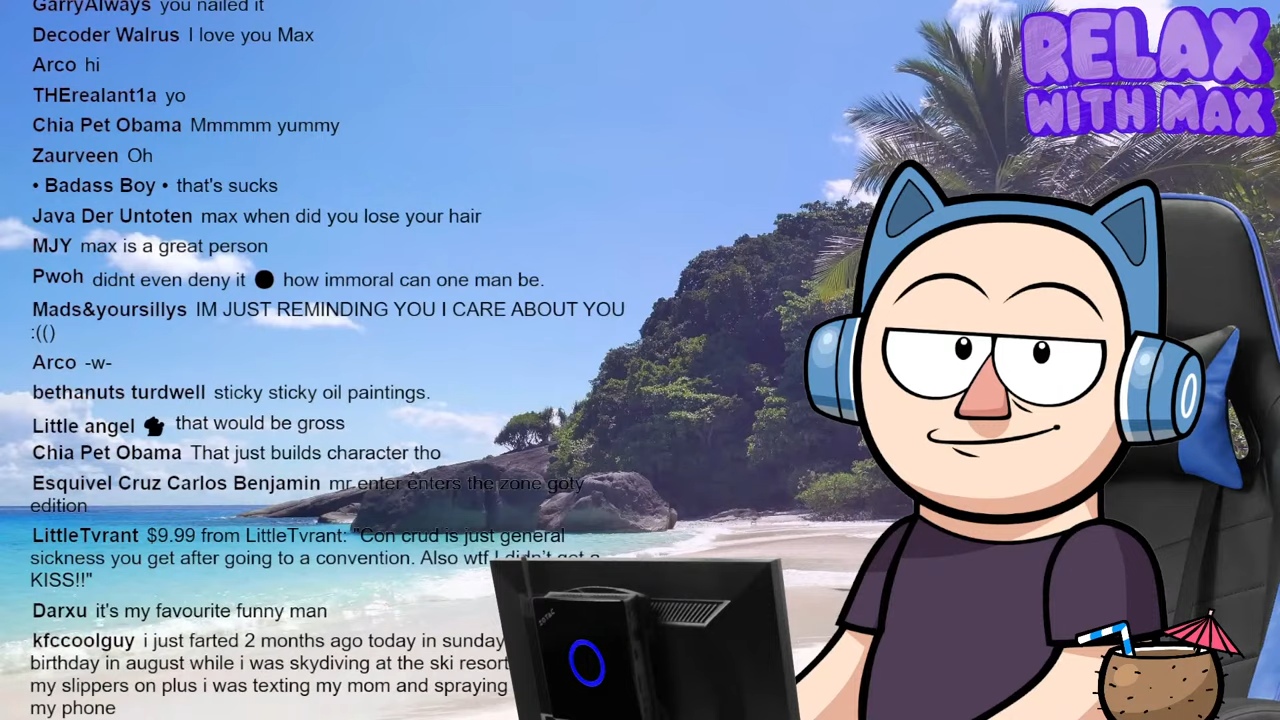 GarryAlways you nailed it
Decoder Walrus I love you Max
Arco hi
THErealant1a yo
Chia Pet Obama Mmmmm yummy
Zaurveen Oh
• Badass Boy • that's sucks
Java Der Untoten max when did you lose your hair
MJY max is a great person
Pwoh didnt even deny it how immoral can one man be.
Mads&yoursillys IM JUST REMINDING YOU I CARE ABOUT YOU
:(()
Arco -w-
bethanuts turdwell sticky sticky oil paintings.
Little angel that would be gross
Chia Pet Obama That just builds character tho
Esquivel Cruz Carlos Benjamin mr enter enters the zone goty
edition
LittleTvrant $9.99 from LittleTvrant: "Con crud is just general
sickness you get after going to a convention. Also wtf I didn't get a
KISS!!"
Darxu it's my favourite funny man
kfccoolguy i just farted 2 months ago today in sunday
birthday in august while i was skydiving at the ski resort
my slippers on plus i was texting my mom and spraying
my phone
RELAX
WITH MAX
ZOTAC